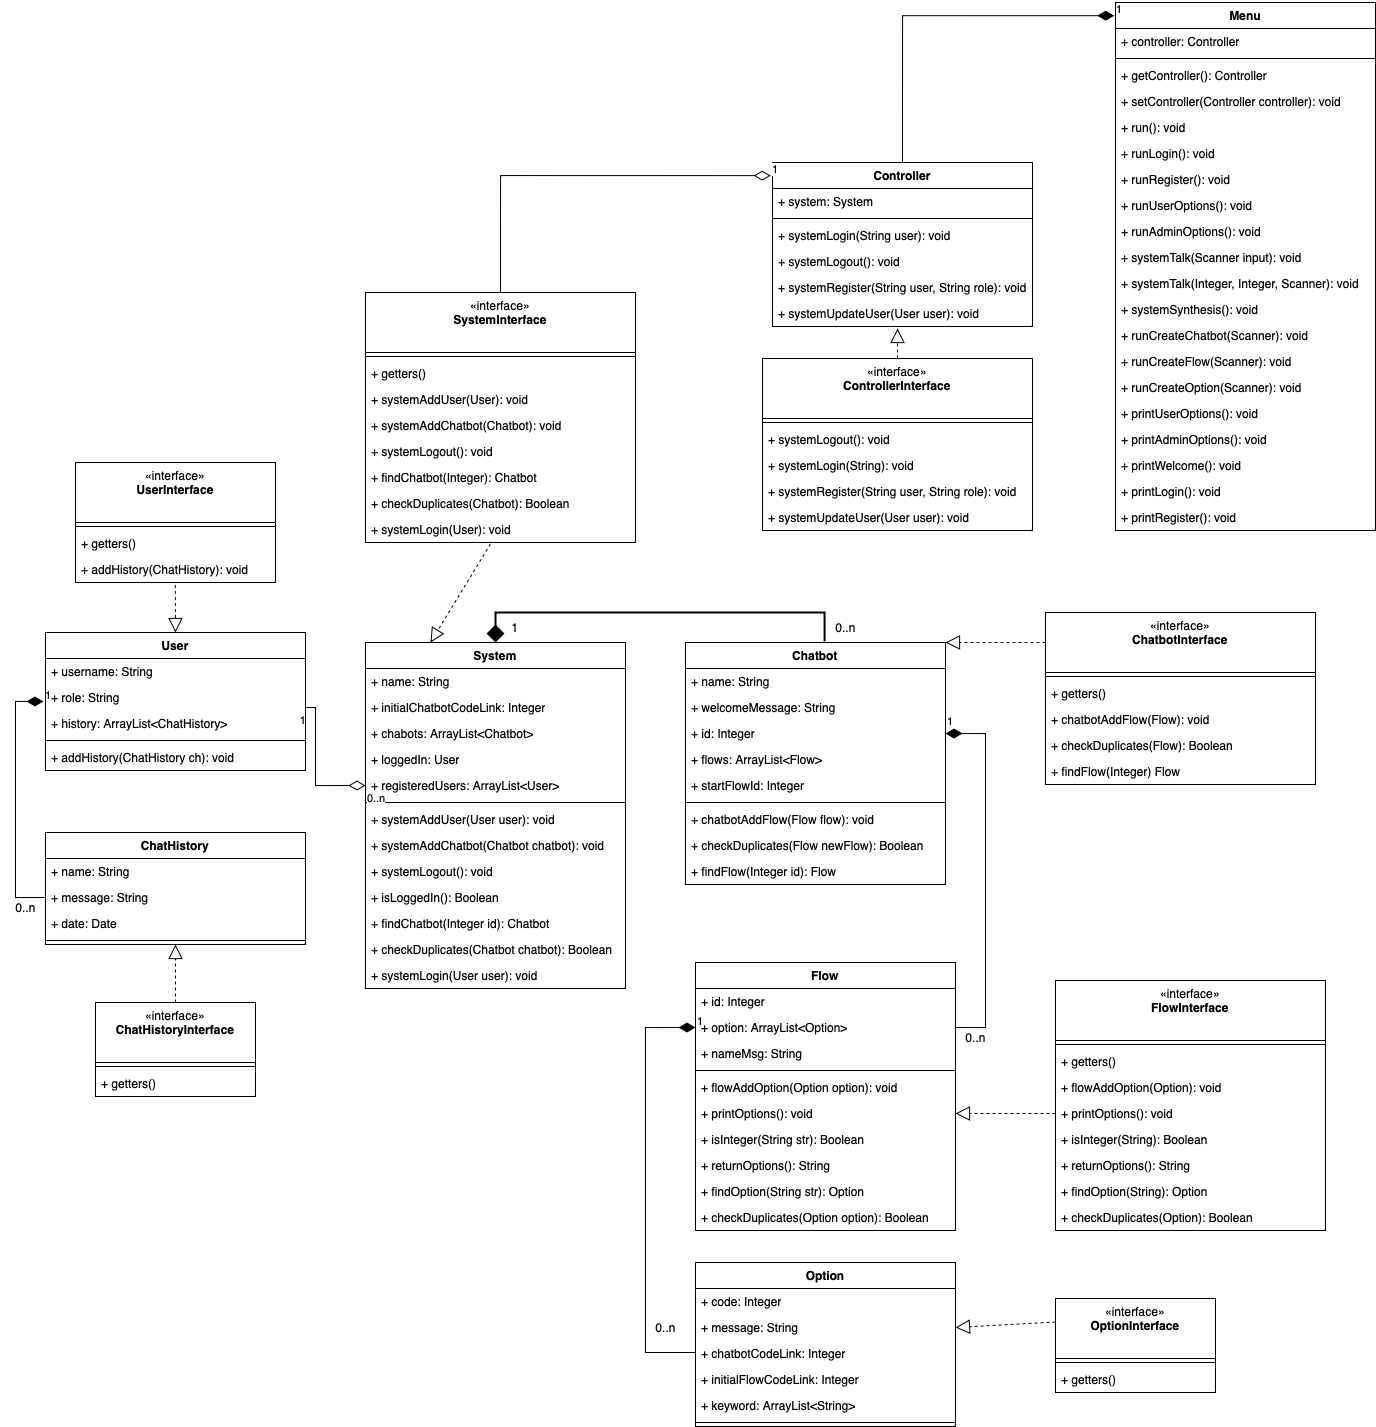 1
Menu
+ controller: Controller
+ getController(): Controller
+ setController(Controller controller): void
+ run(): void
+ runLogin(): void
+ runRegister(): void
+ runUserOptions(): void
+ runAdminOptions(): void
+ systemTalk(Scanner input): void
+ systemTalk(Integer, Integer, Scanner): void
+ systemSynthesis(): void
+ runCreateChatbot(Scanner): void
+ runCreateFlow(Scanner): void
+ runCreateOption(Scanner): void
+ printUserOptions(): void
+ printAdminOptions(): void
+ printWelcome(): void
+ printLogin(): void
+ printRegister(): void
1
Controller
+ system: System
+ systemLogin(String user): void
+ systemLogout(): void
+ systemRegister(String user, String role): void
+ systemUpdateUser(User user): void
«interface»
SystemInterface
+ getters()
+ systemAddUser(User): void
+ systemAddChatbot(Chatbot): void
+ systemLogout(): void
+ findChatbot(Integer): Chatbot
+ checkDuplicates(Chatbot): Boolean
+ systemLogin(User): void
«interface»
ControllerInterface
+ systemLogout(): void
+ systemLogin(String): void
+ systemRegister(String user, String role): void
+ systemUpdateUser(User user): void
«interface»
UserInterface
+ getters()
+ addHistory(ChatHistory): void
User
+ username: String
1
+ role: String
+ history: ArrayList<ChatHistory>
+ addHistory(ChatHistory ch): void
1
1
0..n
System
+ name: String
+ initialChatbotCodeLink: Integer
+ chabots: ArrayList<Chatbot>
+ loggedIn: User
+ registeredUsers: ArrayList<User>
0..n
+ systemAddUser(User user): void
+ systemAddChatbot(Chatbot chatbot): void
+ systemLogout(): void
+ isLoggedIn(): Boolean
+ findChatbot(Integer id): Chatbot
+ checkDuplicates(Chatbot chatbot): Boolean
+ systemLogin(User user): void
Chatbot
+ name: String
+ welcomeMessage: String
+ id: Integer
+ flows: ArrayList<Flow>
+ startFlowId: Integer
+ chatbotAddFlow(Flow flow): void
+ checkDuplicates(Flow newFlow): Boolean
+ findFlow(Integer id): Flow
1
«interface»
ChatbotInterface
+ getters()
+ chatbotAddFlow(Flow): void
+ checkDuplicates(Flow): Boolean
+ findFlow(Integer) Flow
ChatHistory
+ name: String
+ message: String
+ date: Date
0..n
«interface»
ChatHistoryInterface
+ getters()
Flow
+ id: Integer
1
+ option: ArrayList<Option>
+ nameMsg: String
+ flowAddOption(Option option): void
+ printOptions(): void
+ isInteger(String str): Boolean
+ returnOptions(): String
+ findOption(String str): Option
+ checkDuplicates(Option option): Boolean
0..n
«interface»
FlowInterface
+ getters()
+ flowAddOption(Option): void
+ printOptions(): void
+ isInteger(String): Boolean
+ returnOptions(): String
+ findOption(String): Option
+ checkDuplicates(Option): Boolean
Option
+ code: Integer
+ message: String
+ chatbotCodeLink: Integer
+ initialFlowCodeLink: Integer
+ keyword: ArrayList<String>
0..n
«interface»
OptionInterface
+ getters()